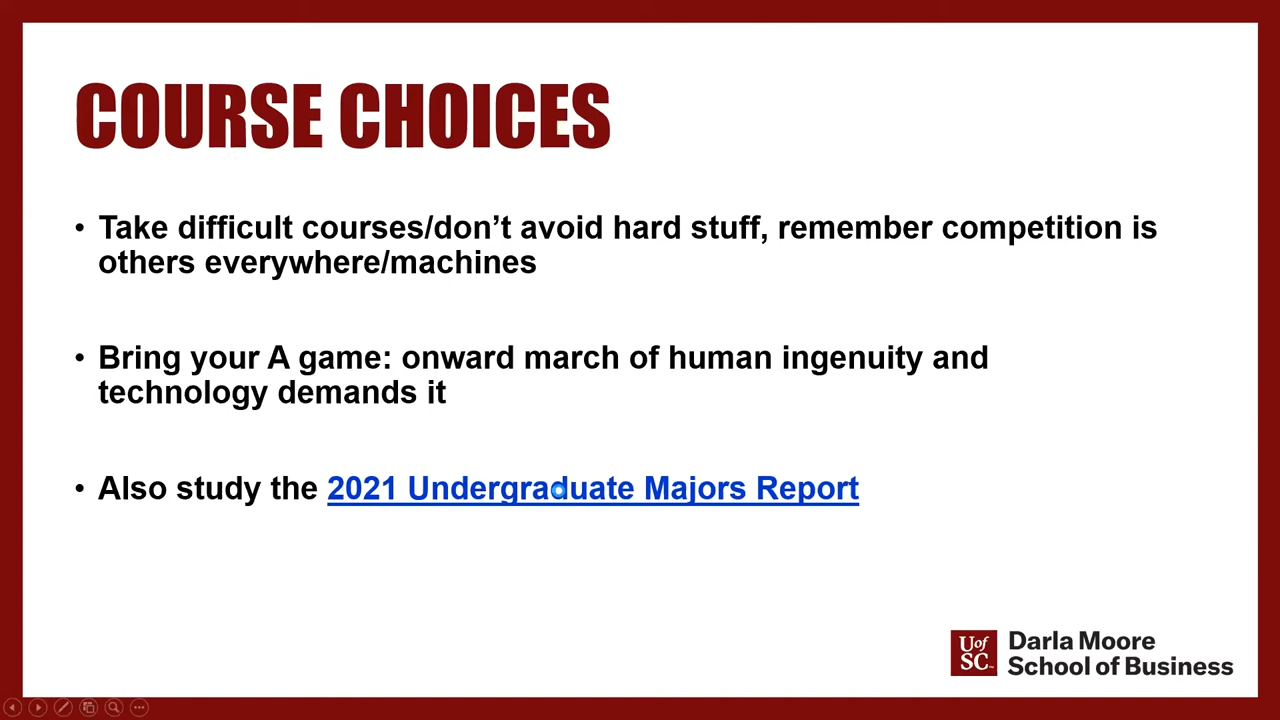 COURSE CHOICES
• Take difficult courses/don’t avoid hard stuff, remember competition is
others everywhere/machines
• Bring your A game: onward march of human ingenuity and
technology demands it
• Also study the 2021 Undergraduate Majors Report
UofSC
Darla Moore
School of Business